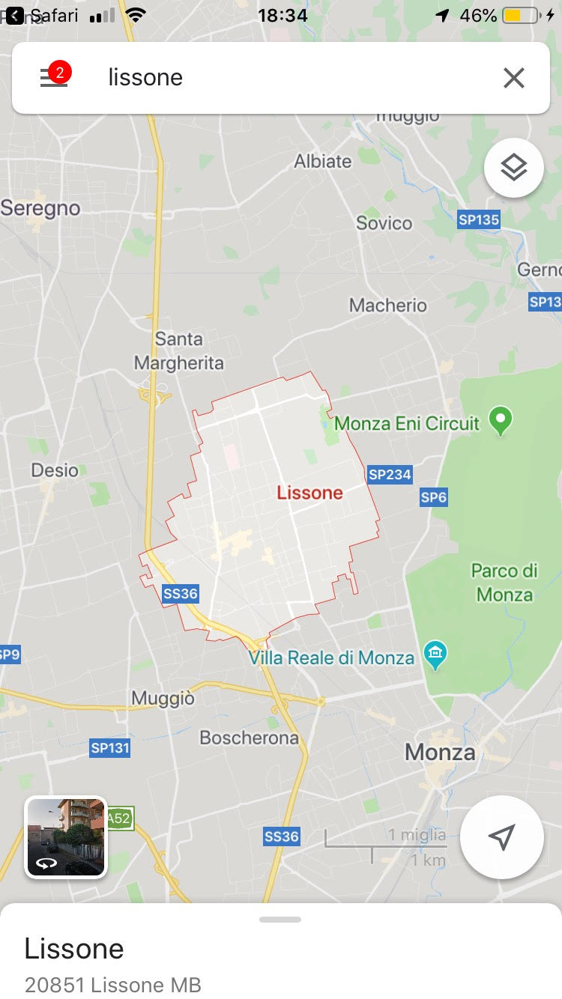 Safari
18:34
46%
2
lissone
Albiate
Seregno
Sovico
SP135
Macherio
SP13
Santa
Margherita
Monza Eni Circuit
Desio
SP234
Lissone
SP6
Parco di
Monza
SS36
SP9
Villa Reale di Monza
Muggiò
Boscherona
SP131
Monza
A52
SS36
1 miglia
1 km
Lissone
20851 Lissone MB